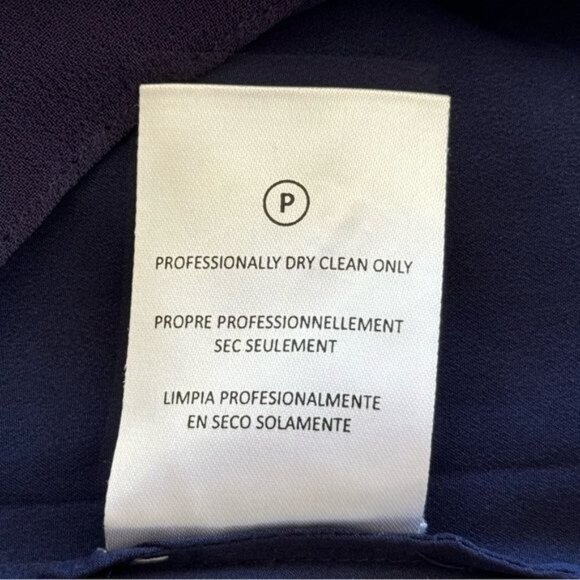 P
PROFESSIONALLY DRY CLEAN ONLY
PROPRE PROFESSIONNELLEMENT
SEC SEULEMENT
LIMPIA PROFESIONALMENTE
EN SECO SOLAMENTE